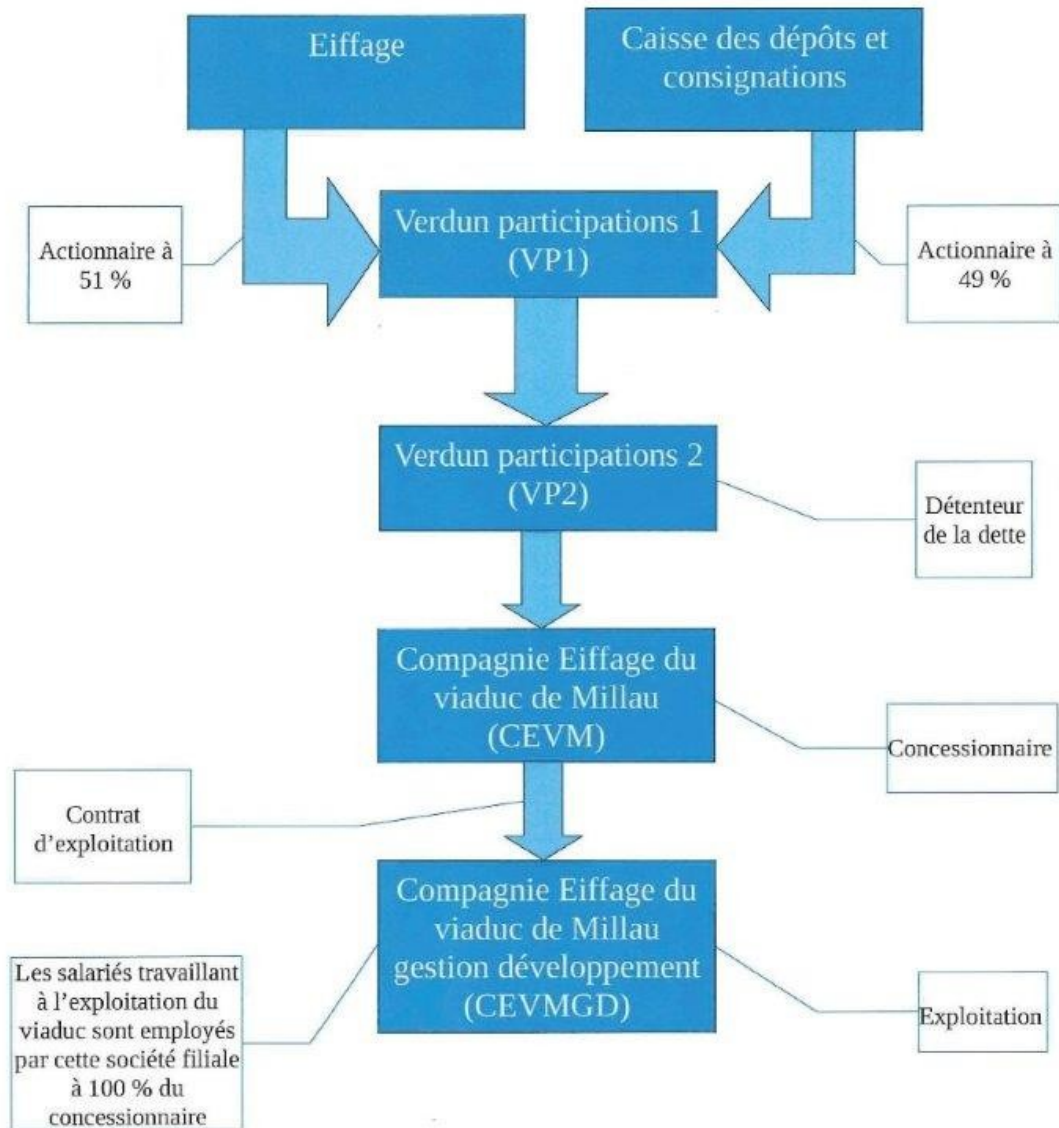 Eiffage
Caisse des dépôts et
consignations
Verdun participations 1
(VP1)
Actionnaire à
51 %
Actionnaire à
49 %
Verdun participations 2
(VP2)
Détenteur
de la dette
Compagnie Eiffage du
viaduc de Millau
(CEVM)
Concessionnaire
Contrat
d'exploitation
Compagnie Eiffage du
viaduc de Millau
gestion développement
(CEVMGD)
Les salariés travaillant
à l'exploitation du
viaduc sont employés
par cette société filiale
à 100 % du
concessionnaire
Exploitation